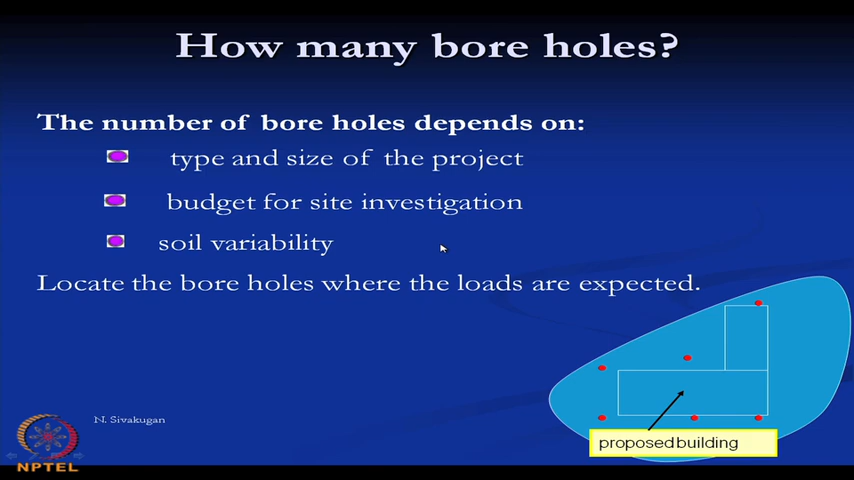 How many bore holes?
The number of bore holes depends on:
type and size of the project
budget for site investigation
soil variability
Locate the bore holes where the loads are expected.
N. Sivakugan
proposed building
NPTEL